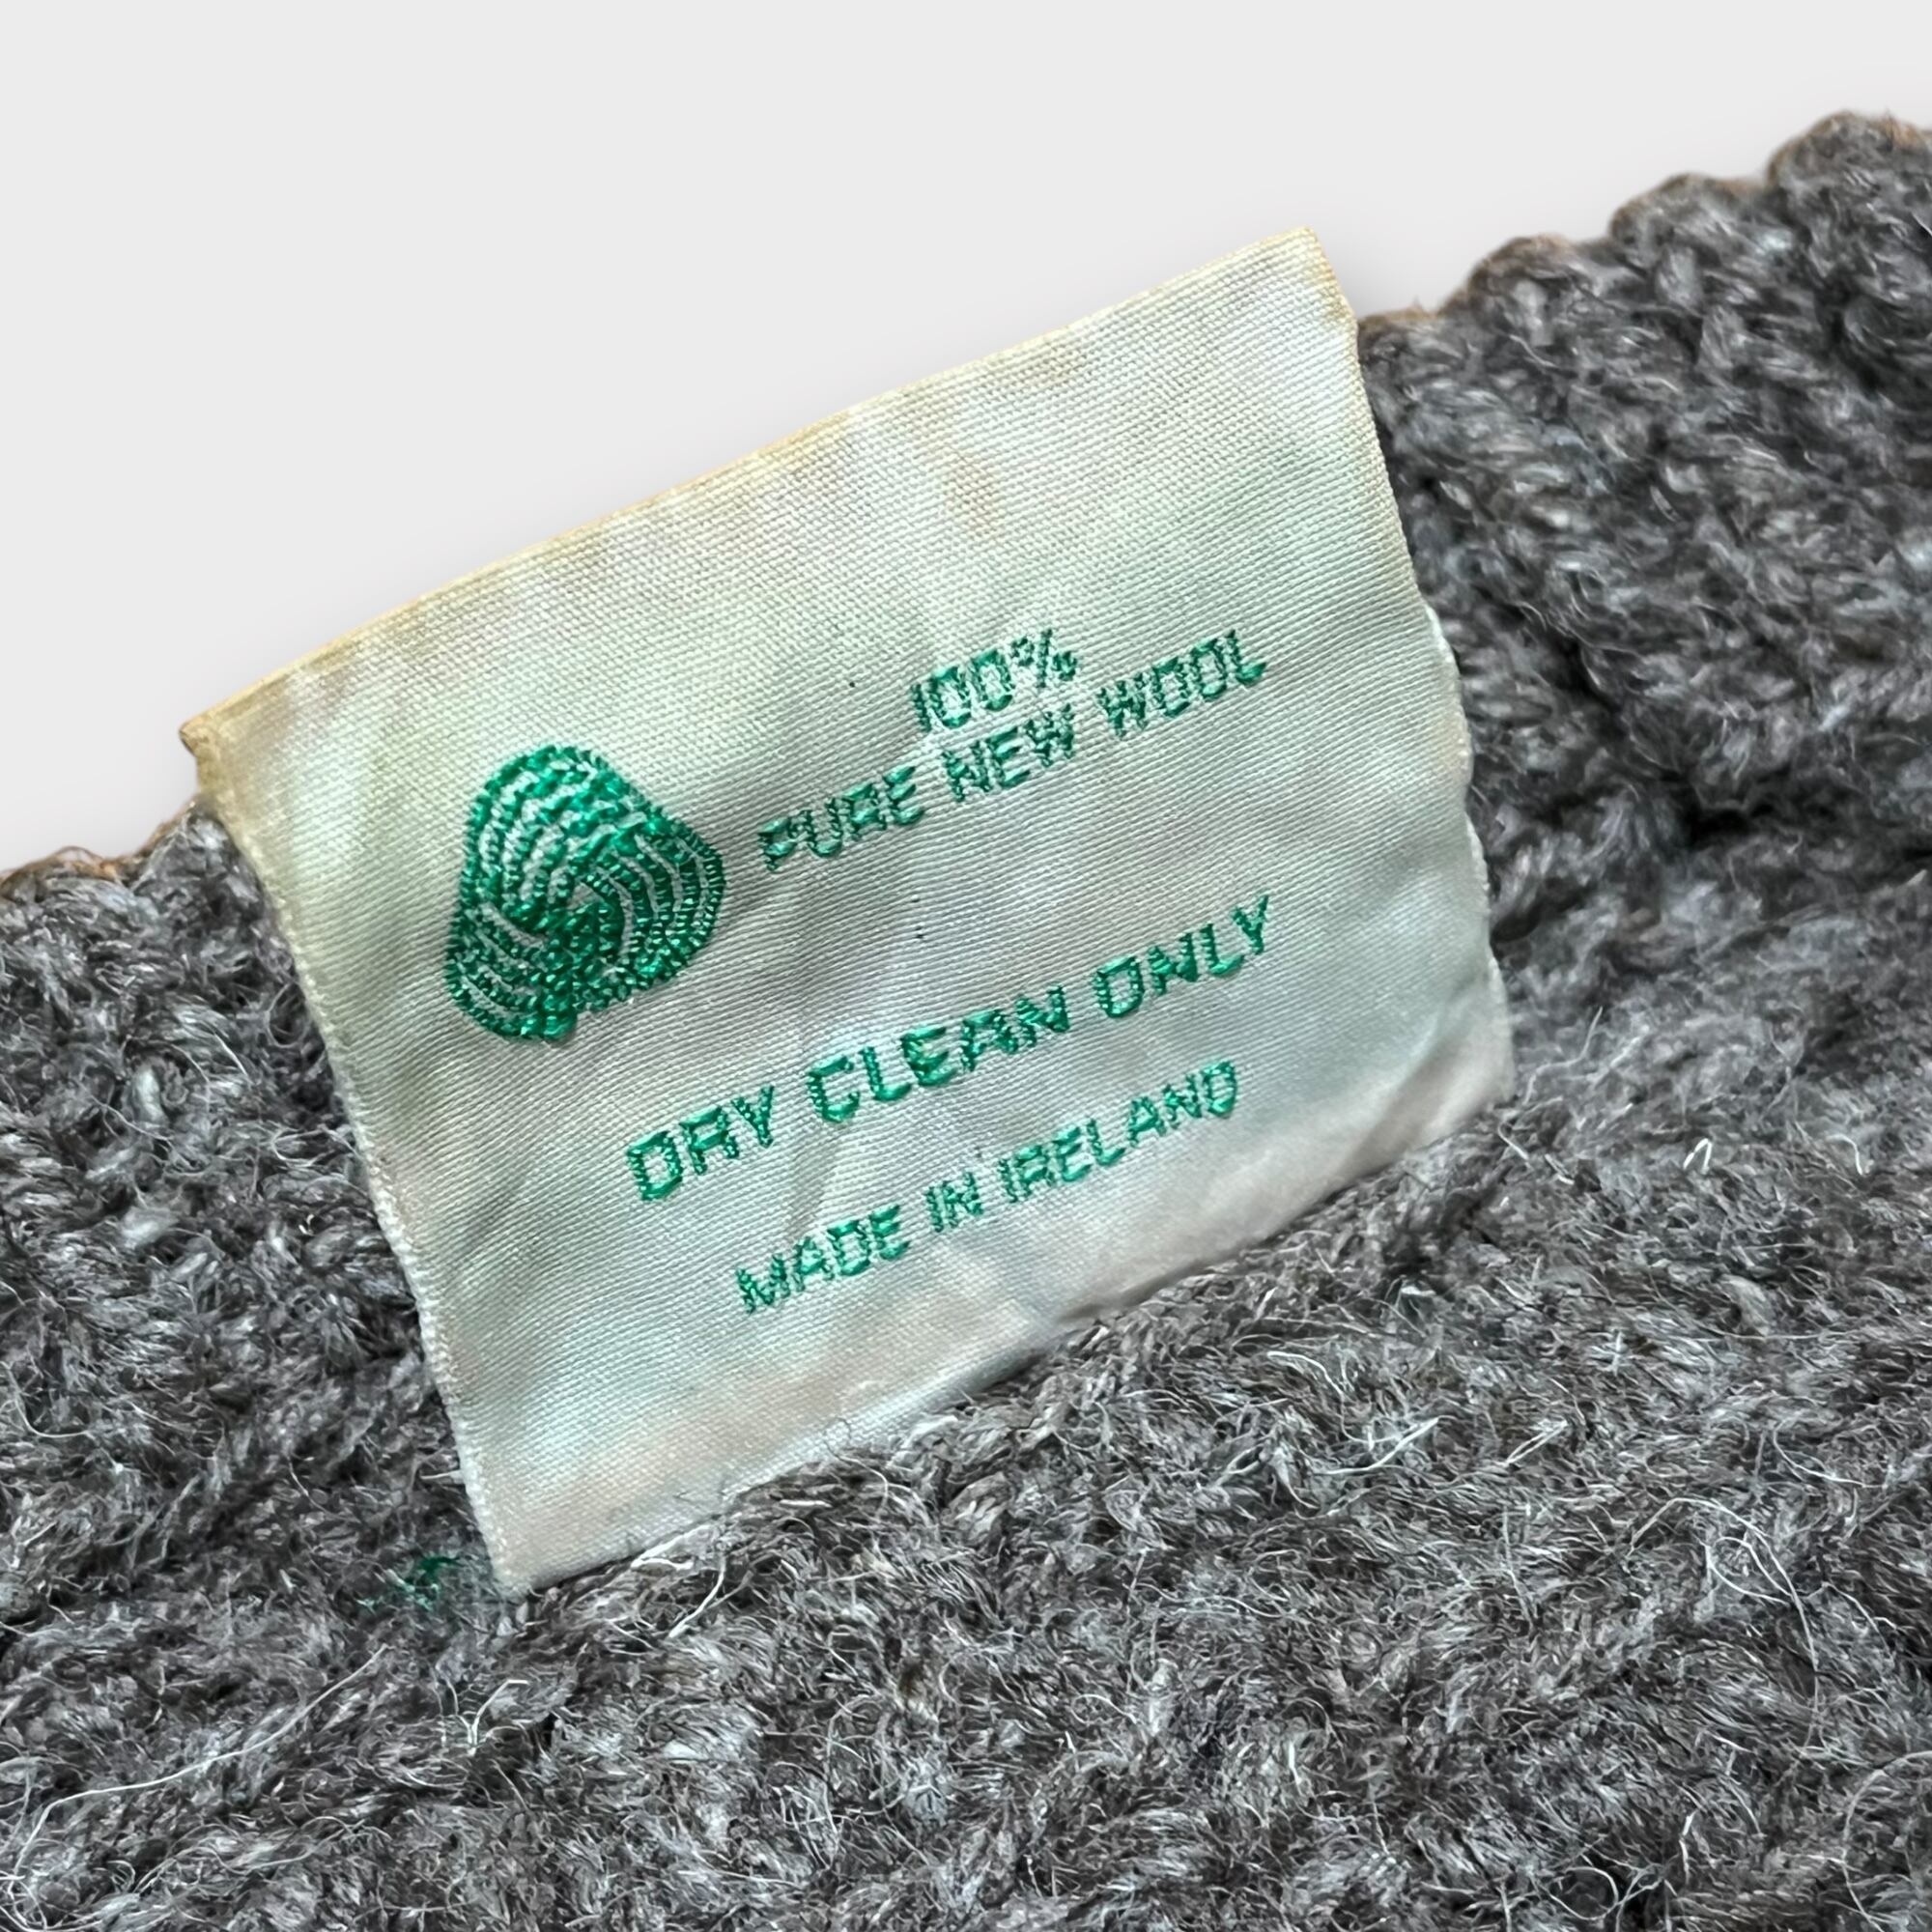 100%
PURE NEW WOOL
DRY CLEAN ONLY
MADE IN IRELAND